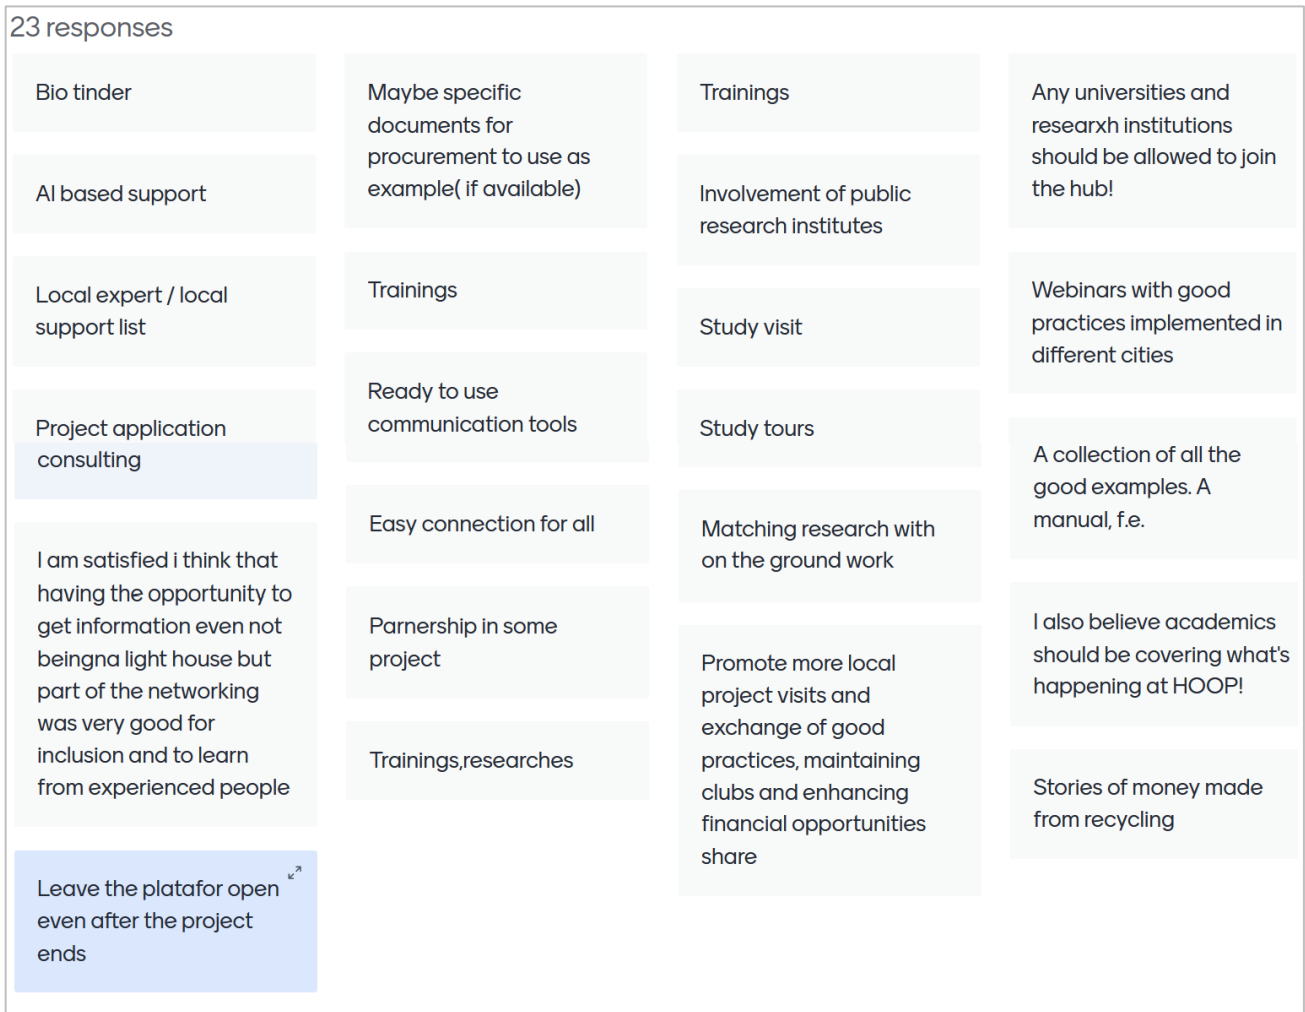 23 responses
Bio tinder
AI based support
Local expert / local
support list
Project application
consulting
I am satisfied i think that
having the opportunity to
get information even not
beingna light house but
part of the networking
was very good for
inclusion and to learn
from experienced people
Leave the platafor open
even after the project
ends
Maybe specific
documents for
procurement to use as
example( if available)
Trainings
Ready to use
communication tools
Easy connection for all
Parnership in some
project
Trainings,researches
Trainings
Involvement of public
research institutes
Study visit
Study tours
Matching research with
on the ground work
Promote more local
project visits and
exchange of good
practices, maintaining
clubs and enhancing
financial opportunities
share
Any universities and
researxh institutions
should be allowed to join
the hub!
Webinars with good
practices implemented in
different cities
A collection of all the
good examples. A
manual, f.e.
I also believe academics
should be covering what's
happening at HOOP!
Stories of money made
from recycling